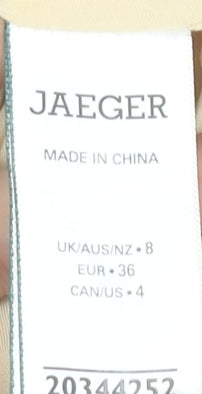 JAEGER
MADE IN CHINA
UK/AUS/NZ • 8
EUR • 36
CAN/US • 4
20344252